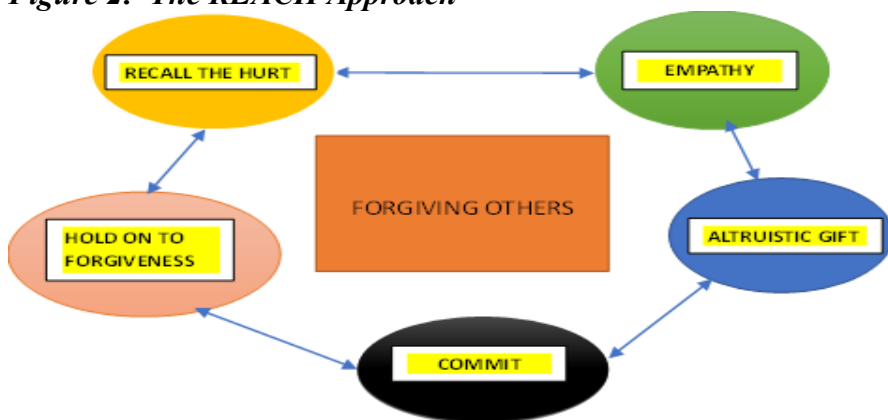 Figure 2: The REACH Approach
RECALL THE HURT
EMPATHY
FORGIVING OTHERS
HOLD ON TO
FORGIVENESS
ALTRUISTIC GIFT
COMMIT